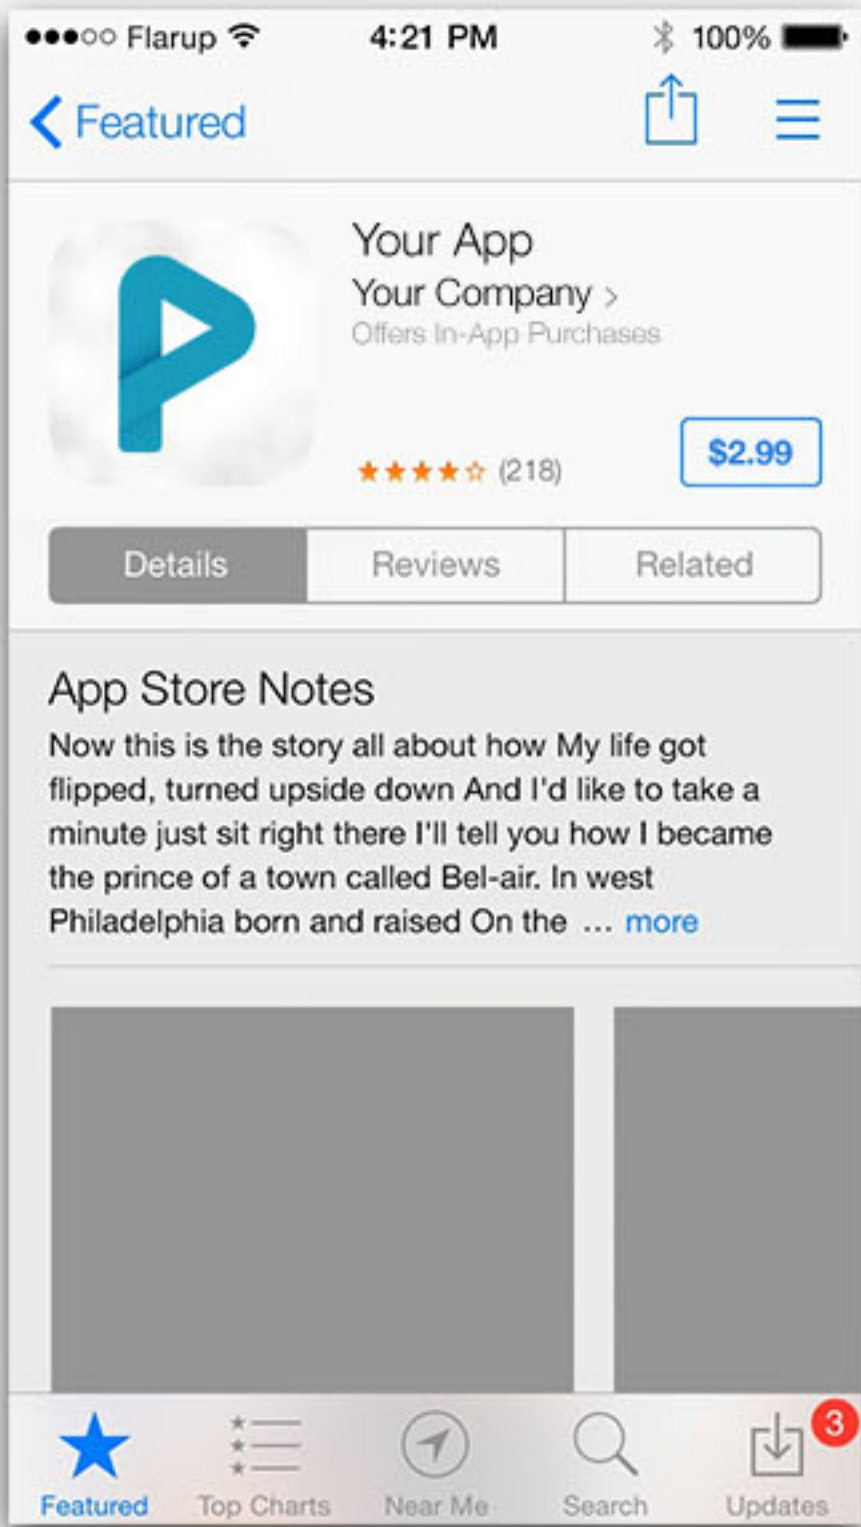 Flarup 4:21 PM 100%
Featured
Your App
Your Company >
Offers In-App Purchases
(218)
$2.99
Details Reviews Related
App Store Notes
Now this is the story all about how My life got
flipped, turned upside down And I'd like to take a
minute just sit right there I'll tell you how I became
the prince of a town called Bel-air. In west
Philadelphia born and raised On the ... more
3
Featured Top Charts Near Me Search Updates